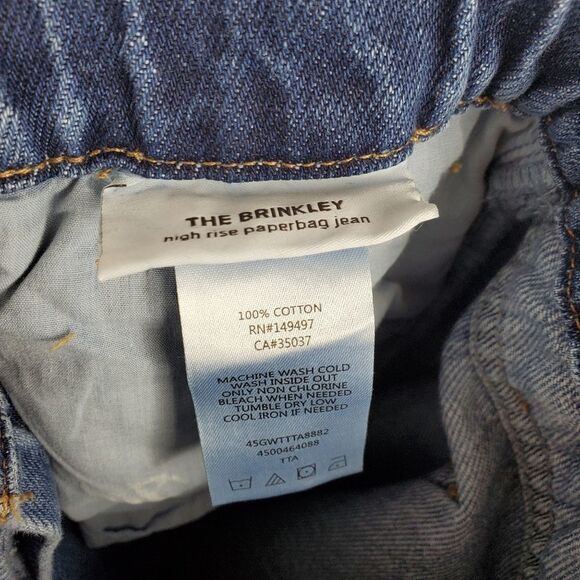 THE BRINKLEY
high rise paperbag jean
100% COTTON
RN#149497
CA#35037
MACHINE WASH COLD
WASH INSIDE OUT
ONLY NON CHLORINE
BLEACH WHEN NEEDED
TUMBLE DRY LOW
COOL IRON IF NEEDED
45GWTTTA8882
4500464088
TTA